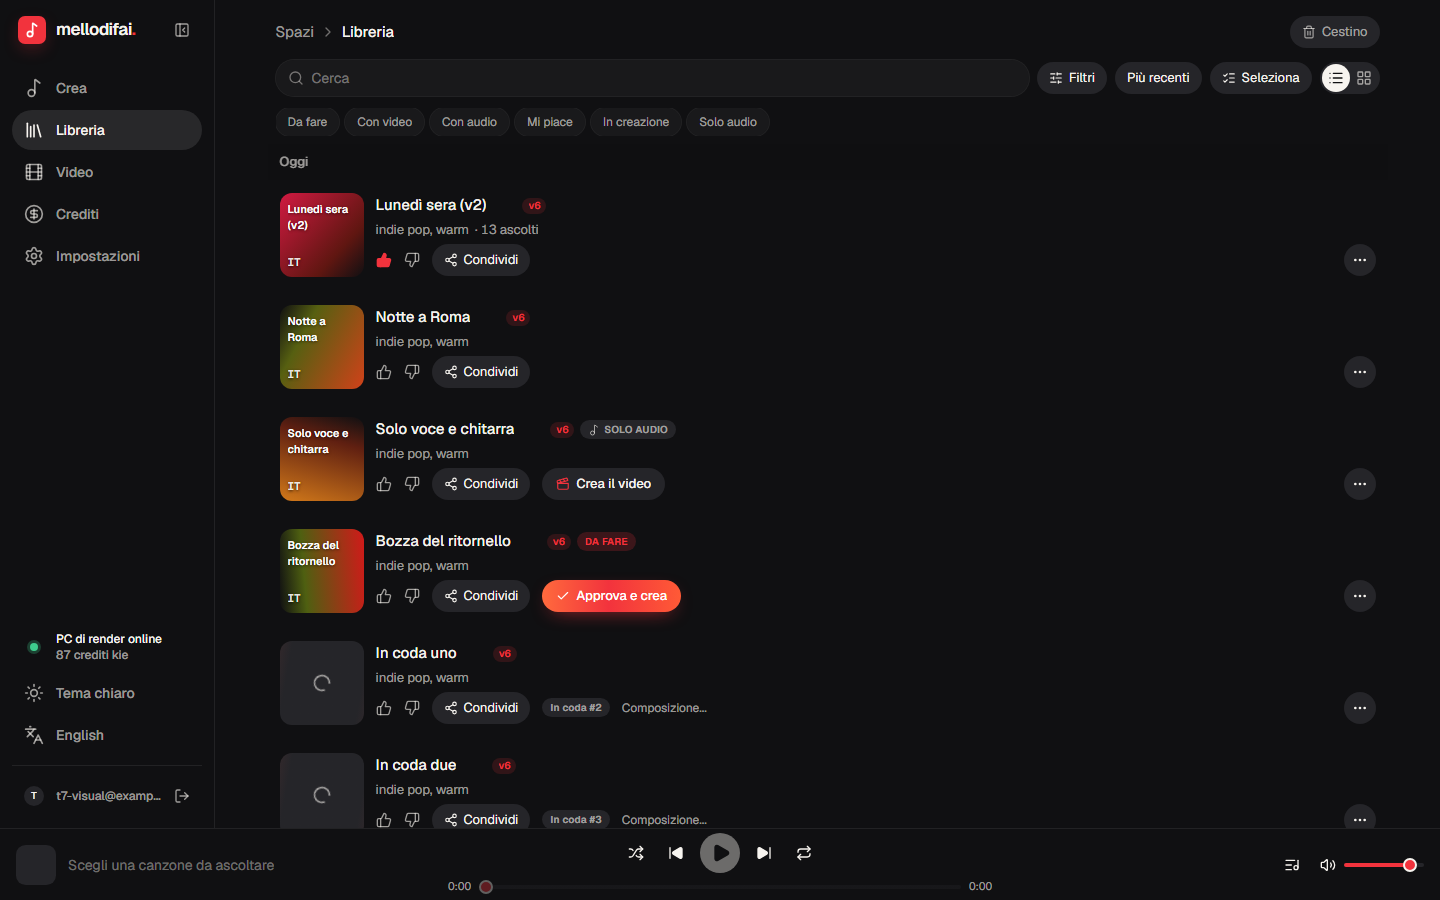 mellodifai.
Crea
Libreria
Video
Crediti
Impostazioni
PC di render online
87 crediti kie
Tema chiaro
English
T t7-visual@examp...
Spazi > Libreria
Cestino
Cerca
Filtri
Più recenti
Seleziona
Da fare Con video Con audio Mi piace In creazione Solo audio
Oggi
Lunedì sera
(v2)
IT
Lunedì sera (v2) v6
indie pop, warm · 13 ascolti
Condividi
Notte a
Roma
IT
Notte a Roma v6
indie pop, warm
Condividi
Solo voce e
chitarra
IT
Solo voce e chitarra v6 SOLO AUDIO
indie pop, warm
Condividi Crea il video
Bozza del
ritornello
IT
Bozza del ritornello v6 DA FARE
indie pop, warm
Condividi Approva e crea
In coda uno v6
indie pop, warm
Condividi In coda #2 Composizione...
In coda due v6
indie pop, warm
Condividi In coda #3 Composizione...
Scegli una canzone da ascoltare
0:00 0:00